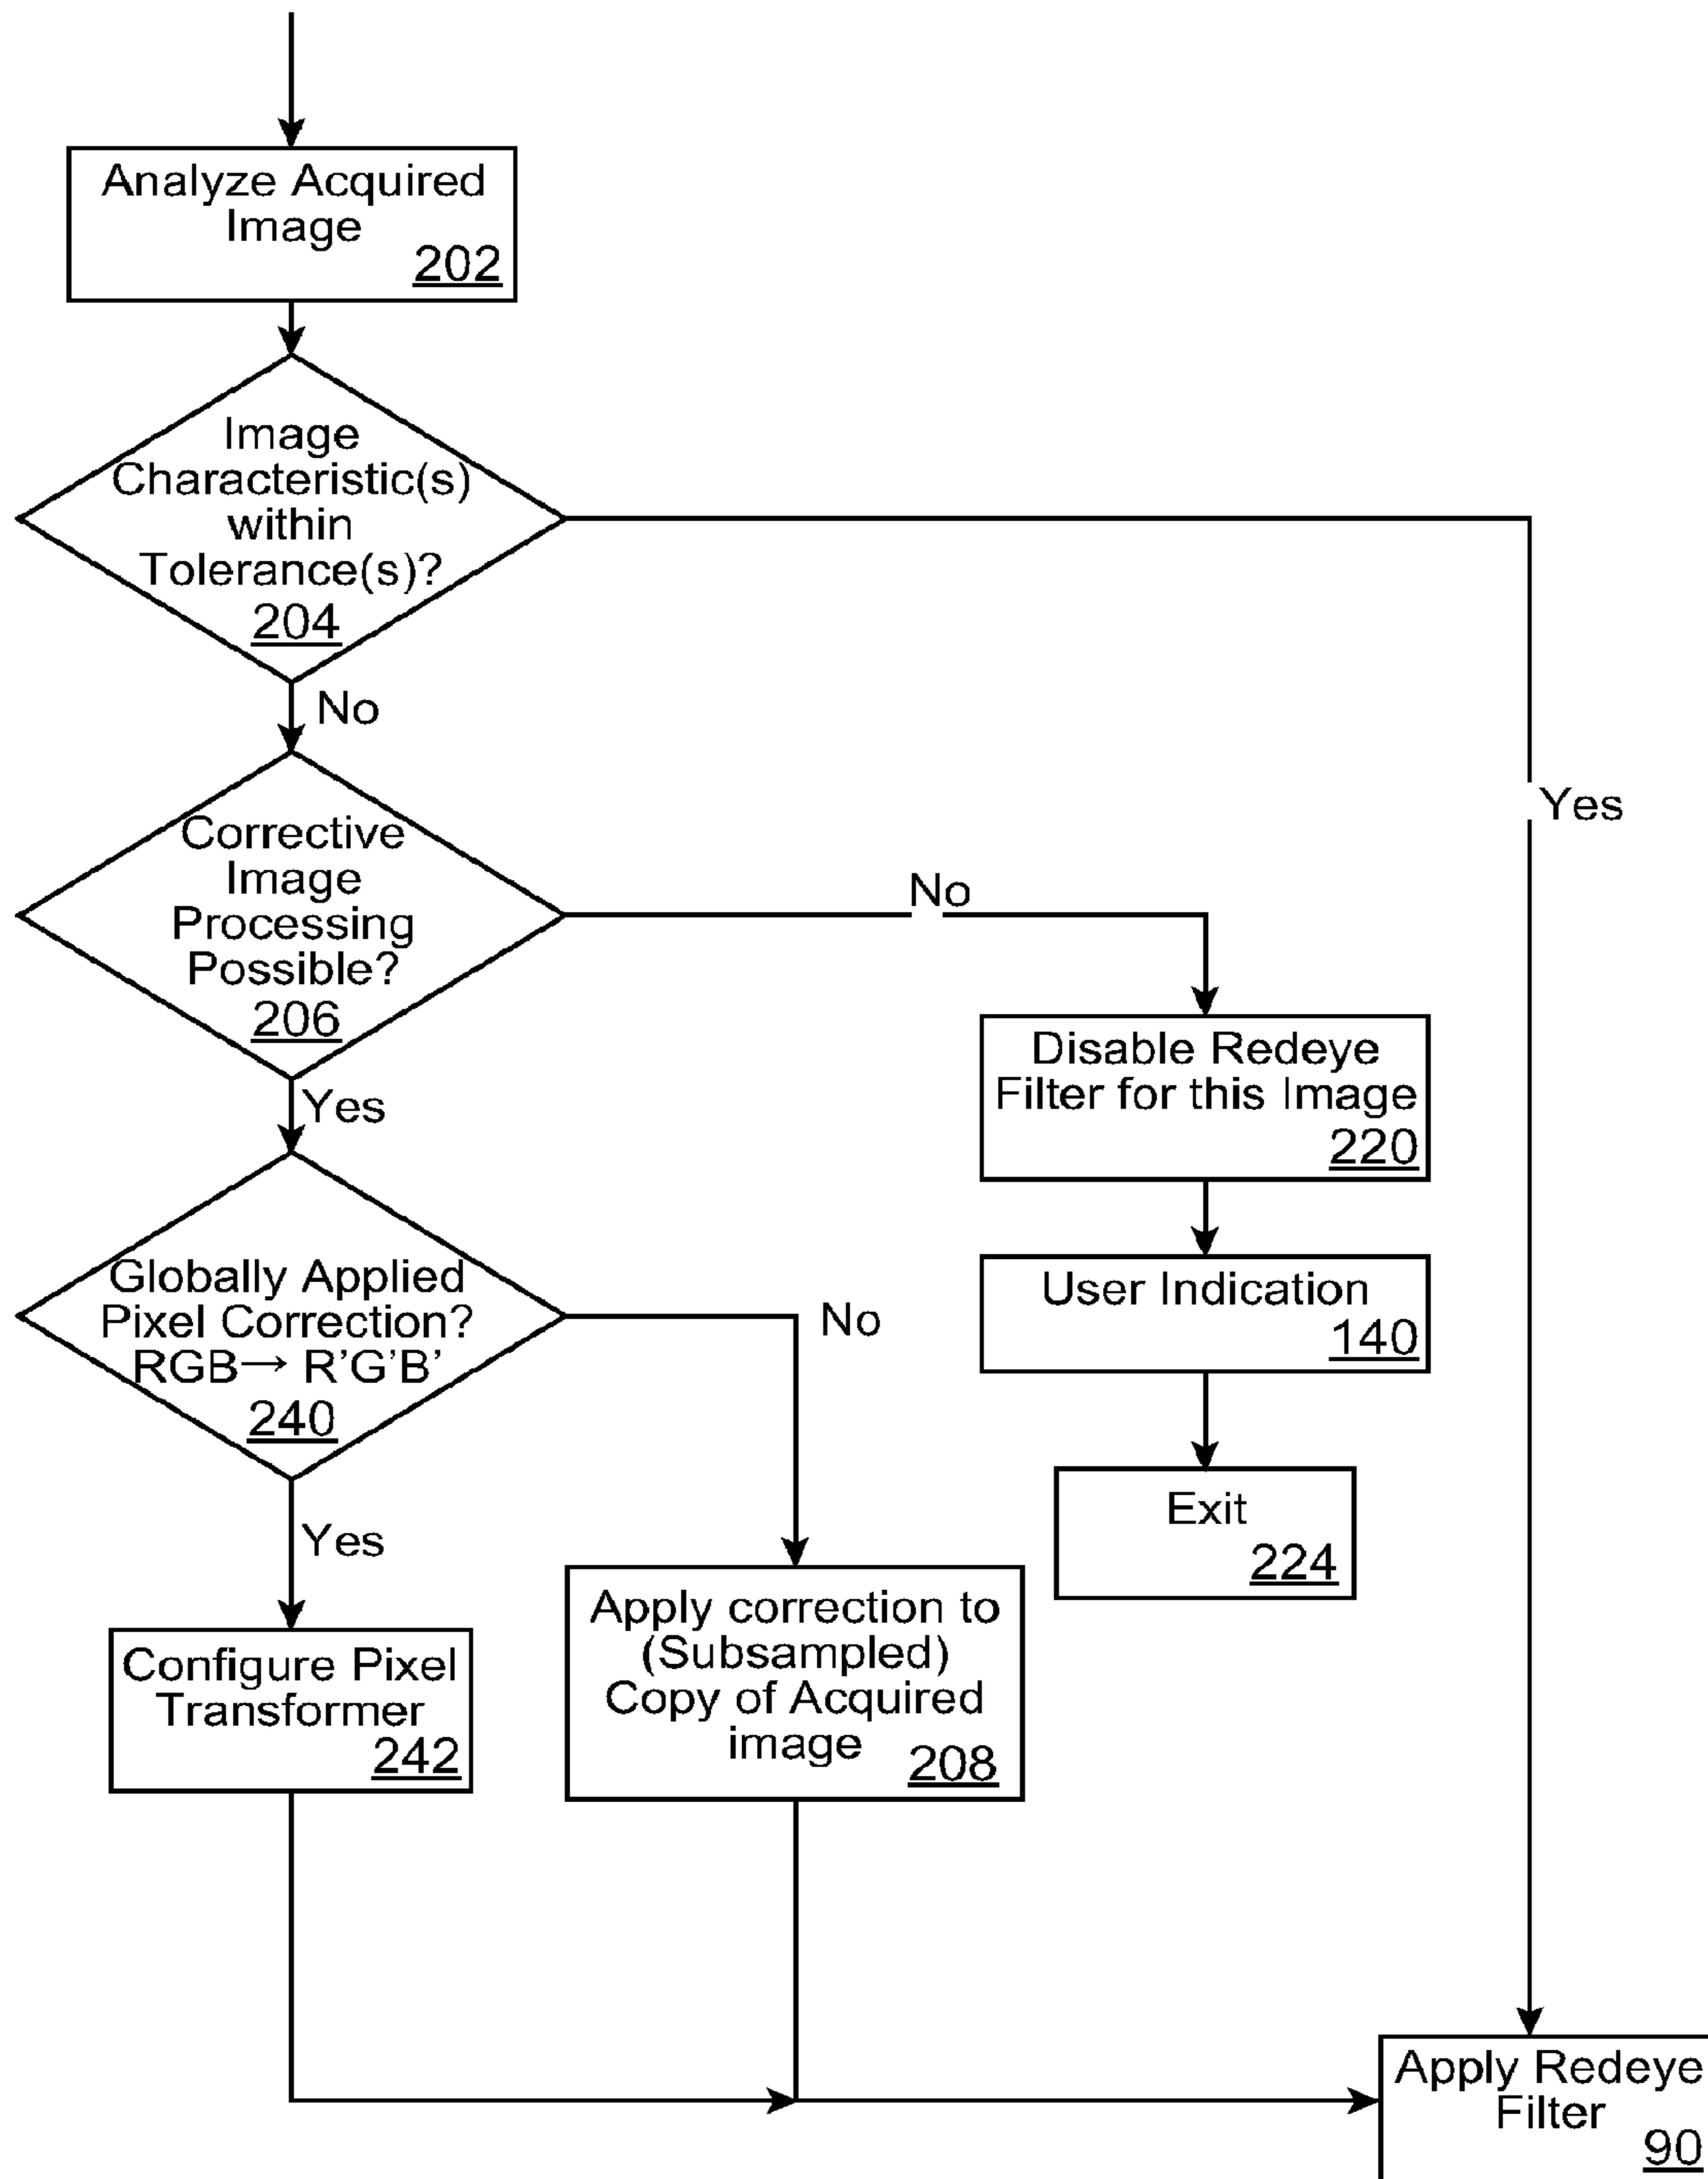 Analyze Acquired
Image
202
Image
Characteristic(s)
within
Tolerance(s)?
204
No
Yes
Corrective
Image
Processing
Possible?
206
No
Yes
Disable Redeye
Filter for this Image
220
User Indication
140
Exit
224
Globally Applied
Pixel Correction?
RGB→ R’G’B’
240
No
Yes
Configure Pixel
Transformer
242
Apply correction to
(Subsampled)
Copy of Acquired
image 208
Apply Redeye
Filter
90